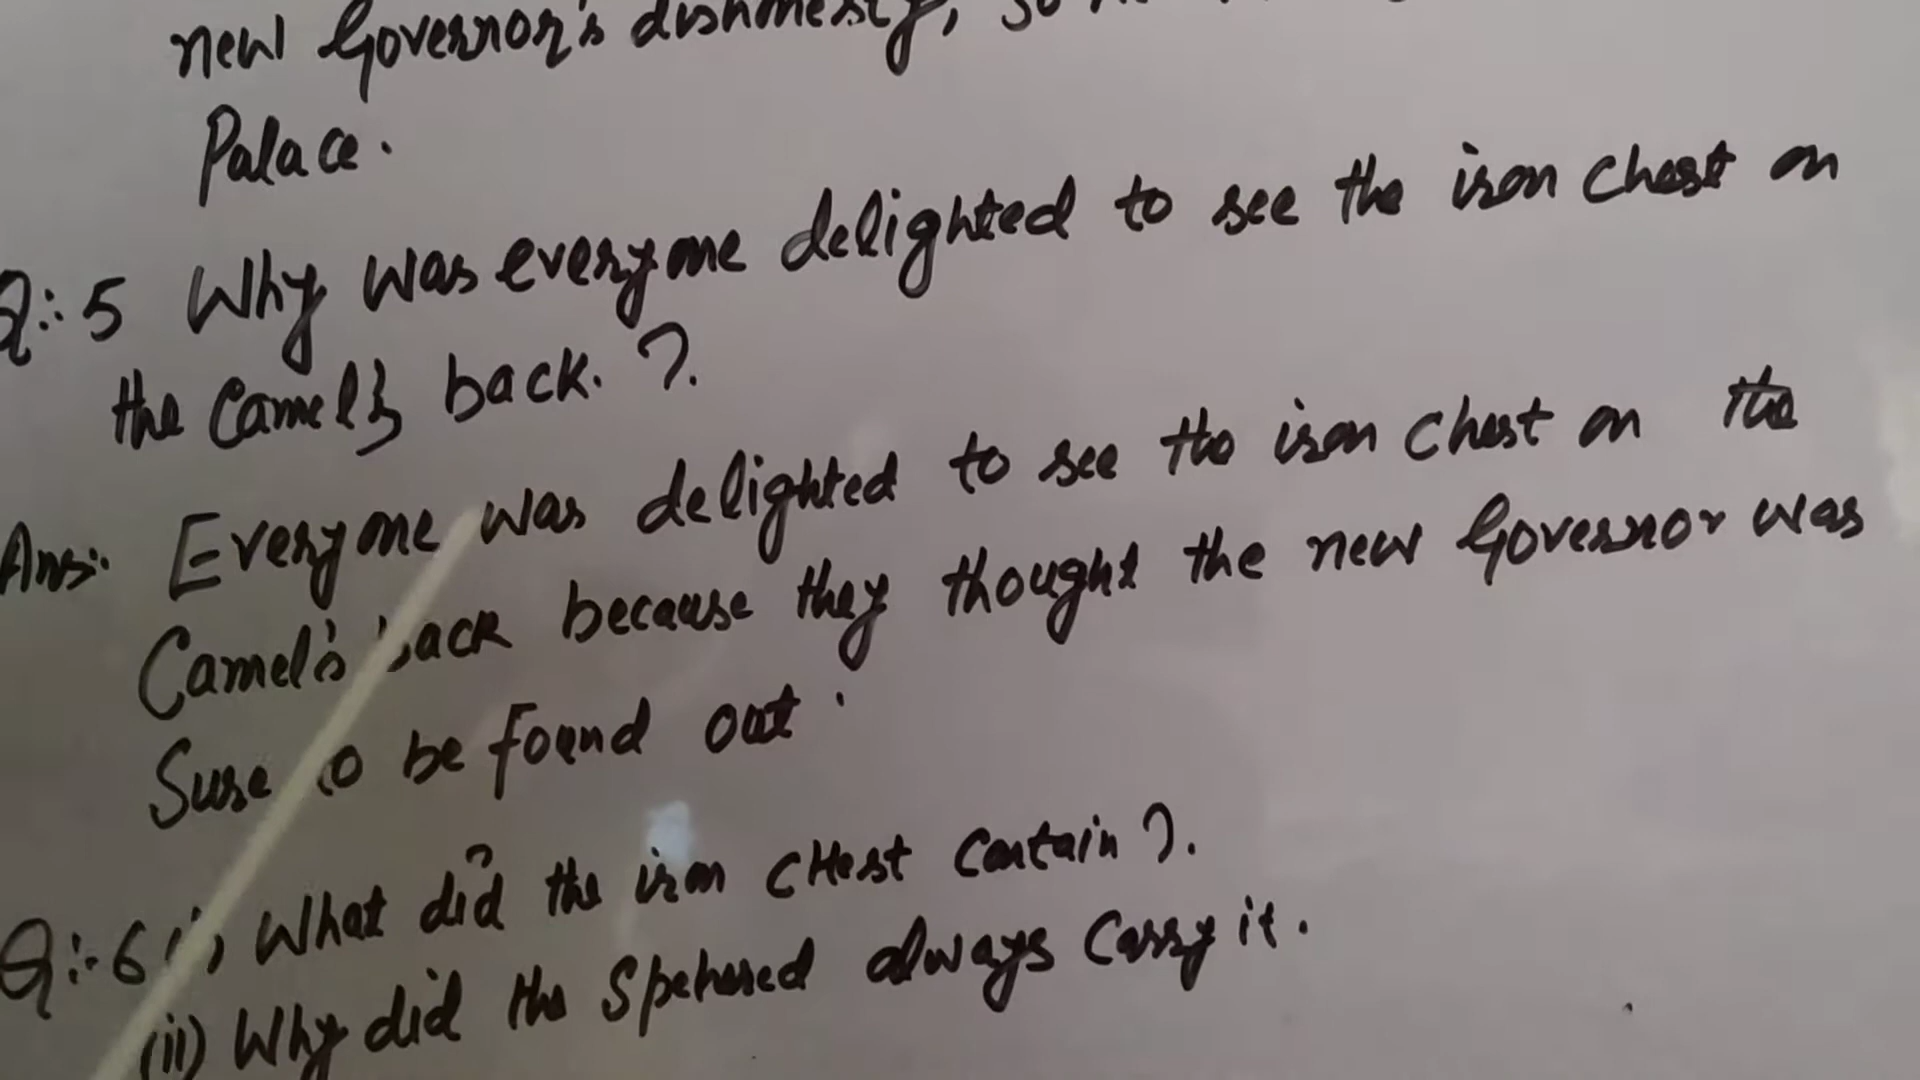 new Governor's dishonesty, so
Palace.
Q:. 5 Why was everyone delighted to see the iron chest on
the Camel's back. ?.
Ans:. Everyone was delighted to see the iron chest on the
Camel's back because they thought the new Governor was
Sure to be found out.
Q:. 6 (i) What did the iron cHest contain ?.
(ii) Why did the Spehered always carry it.